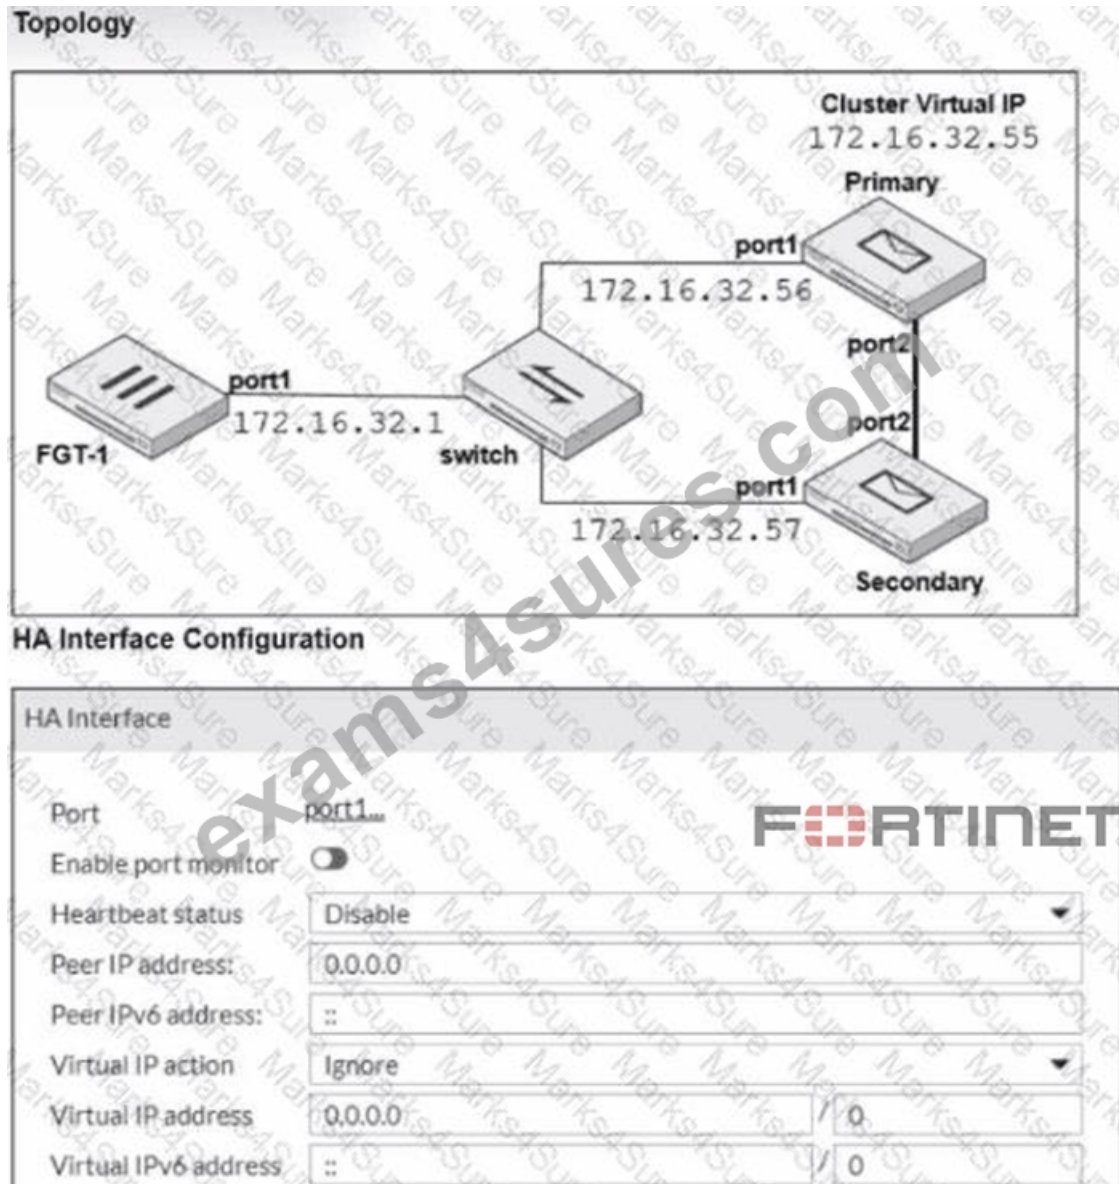 Topology
Cluster Virtual IP
172.16.32.55
Primary
port1
172.16.32.56
port2
port1
172.16.32.1
port2
FGT-1
switch
port1
172.16.32.57
Secondary
HA Interface Configuration
HA Interface
Port port1...
FORTINET
Enable port monitor
Heartbeat status Disable
Peer IP address: 0.0.0.0
Peer IPv6 address: ::
Virtual IP action Ignore
Virtual IP address 0.0.0.0 / 0
Virtual IPv6 address :: / 0
exams4sures.com
Marks4Sure